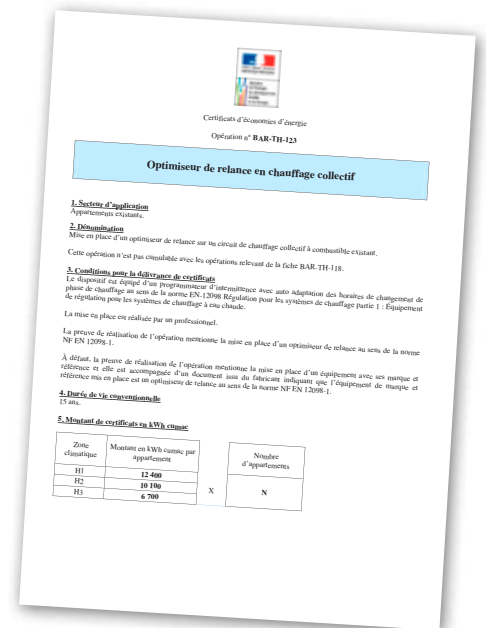 Certificats d'économies d'énergie
Opération n° BAR-TH-123
Optimiseur de relance en chauffage collectif
1. Secteur d'application
Appartements existants.
2. Dénomination
Mise en place d'un optimiseur de relance sur un circuit de chauffage collectif à combustible existant.
Cette opération n'est pas cumulable avec les opérations relevant de la fiche BAR-TH-118.
3. Conditions pour la délivrance de certificats
Le dispositif est équipé d'un programmateur d'intermittence avec auto adaptation des horaires de changement de
phase de chauffage au sens de la norme EN-12098 Régulation pour les systèmes de chauffage partie 1 : Équipement
de régulation pour les systèmes de chauffage à eau chaude.
La mise en place est réalisée par un professionnel.
La preuve de réalisation de l'opération mentionne la mise en place d'un optimiseur de relance au sens de la norme
NF EN 12098-1.
À défaut, la preuve de réalisation de l'opération mentionne la mise en place d'un équipement avec ses marque et
référence et elle est accompagnée d'un document issu du fabricant indiquant que l'équipement de marque et
référence mis en place est un optimiseur de relance au sens de la norme NF EN 12098-1.
4. Durée de vie conventionnelle
15 ans.
5. Montant de certificats en kWh cumac
Zone
climatique
Montant en kWh cumac par
appartement
Nombre
d'appartements
H1
12 400
H2
10 100
H3
6 700
X
N